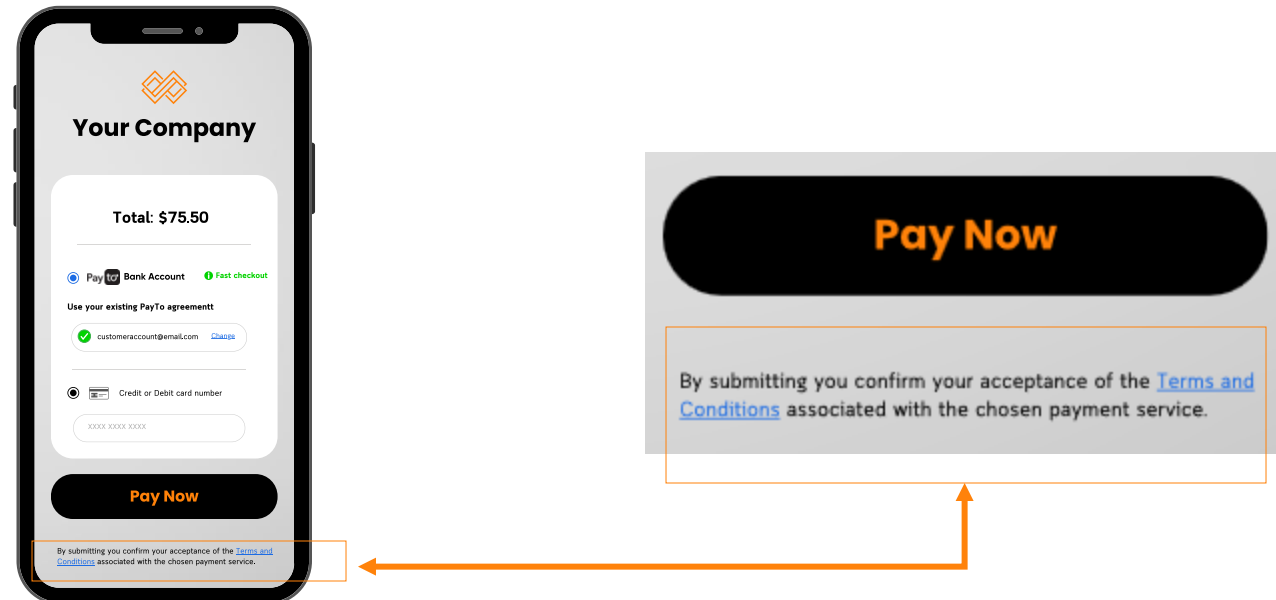 Your Company
Total: $75.50
Pay to Bank Account
Fast checkout
Use your existing PayTo agreementt
customeraccount@email.com Change
Credit or Debit card number
xxxx xxxx xxxx
Pay Now
By submitting you confirm your acceptance of the Terms and
Conditions associated with the chosen payment service.
Pay Now
By submitting you confirm your acceptance of the Terms and
Conditions associated with the chosen payment service.